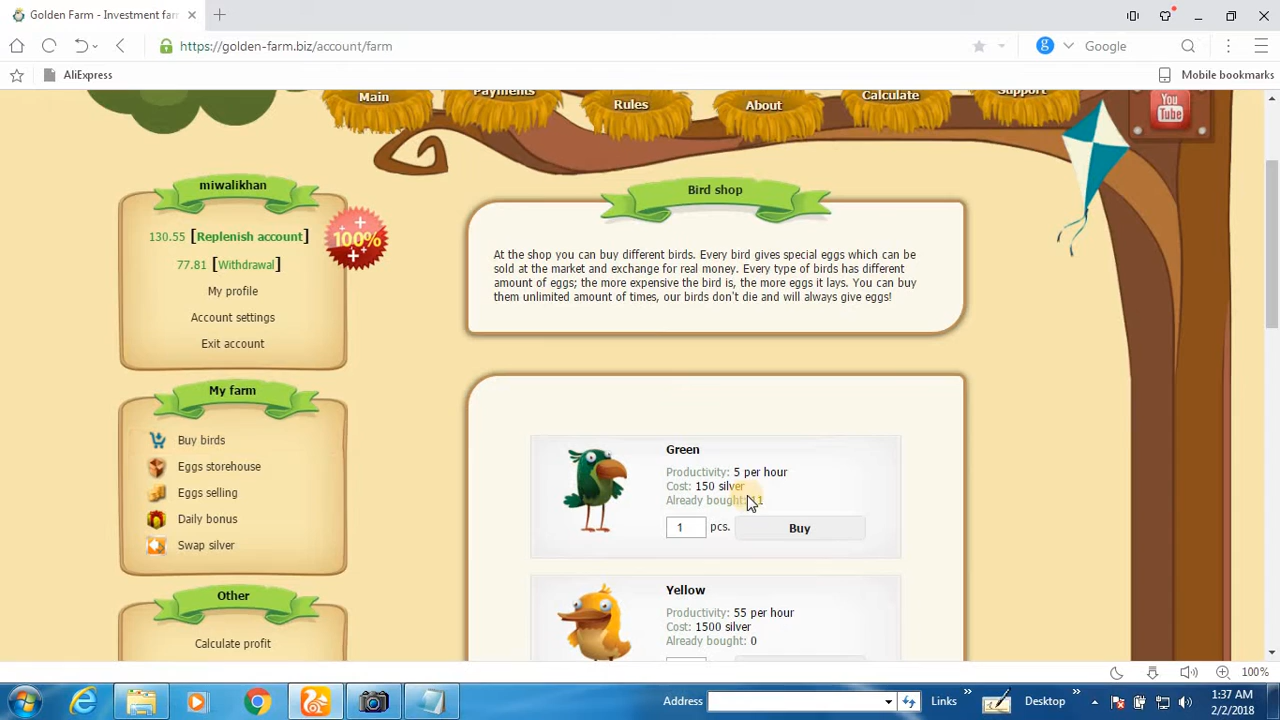 Golden Farm - Investment far
https://golden-farm.biz/account/farm
Google
AliExpress
Mobile bookmarks
Main
Payments
Rules
About
Calculate
Support
You
Tube
miwalikhan
130.55 [Replenish account]
100%
77.81 [Withdrawal]
My profile
Account settings
Exit account
My farm
Buy birds
Eggs storehouse
Eggs selling
Daily bonus
Swap silver
Other
Calculate profit
Bird shop
At the shop you can buy different birds. Every bird gives special eggs which can be
sold at the market and exchange for real money. Every type of birds has different
amount of eggs; the more expensive the bird is, the more eggs it lays. You can buy
them unlimited amount of times, our birds don't die and will always give eggs!
Green
Productivity: 5 per hour
Cost: 150 silver
Already bought: 11
1 pcs. Buy
Yellow
Productivity: 55 per hour
Cost: 1500 silver
Already bought: 0
100%
Address
Links
Desktop
1:37 AM
2/2/2018